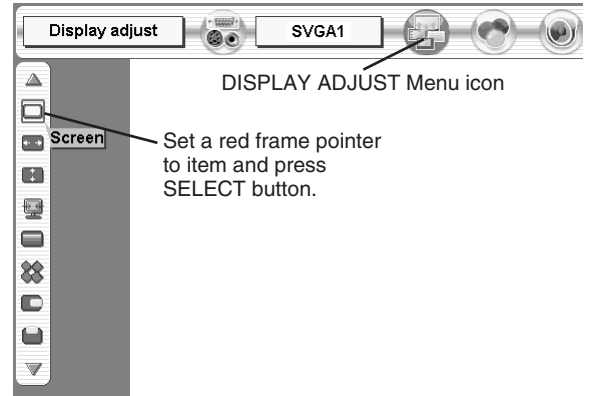 Display adjust
SVGA1
DISPLAY ADJUST Menu icon
Screen
Set a red frame pointer
to item and press
SELECT button.